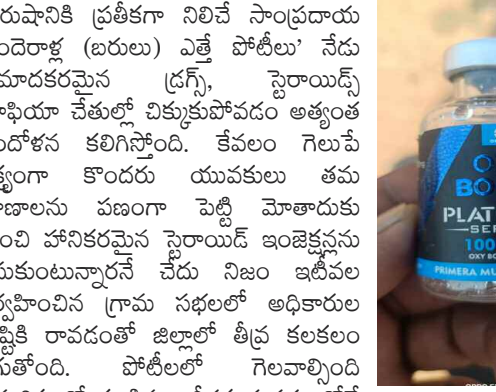 రుషానికి ప్రతీకగా నిలిచే సాంప్రదాయ
ందెరాళ్ల (బరులు) ఎత్తే పోటీలు' నేడు
మాదకరమైన డ్రగ్స్, స్టెరాయిడ్స్
ాఫియా చేతుల్లో చిక్కుకుపోవడం అత్యంత
ందోళన కలిగిస్తోంది. కేవలం గెలుపే
క్ష్యంగా కొందరు యువకులు తమ
ాణాలను పణంగా పెట్టి మోతాదుకు
ించి హానికరమైన స్టెరాయిడ్ ఇంజెక్షన్లను
ుకుంటున్నారనే చేదు నిజం ఇటీవల
ర్వహించిన గ్రామ సభలలో అధికారుల
ష్టికి రావడంతో జిల్లాలో తీవ్ర కలకలం
గుతోంది. పోటీలలో గెలవాల్సింది
O
BO
PLAT
SER
100
OXY BO
PRIMERA MU